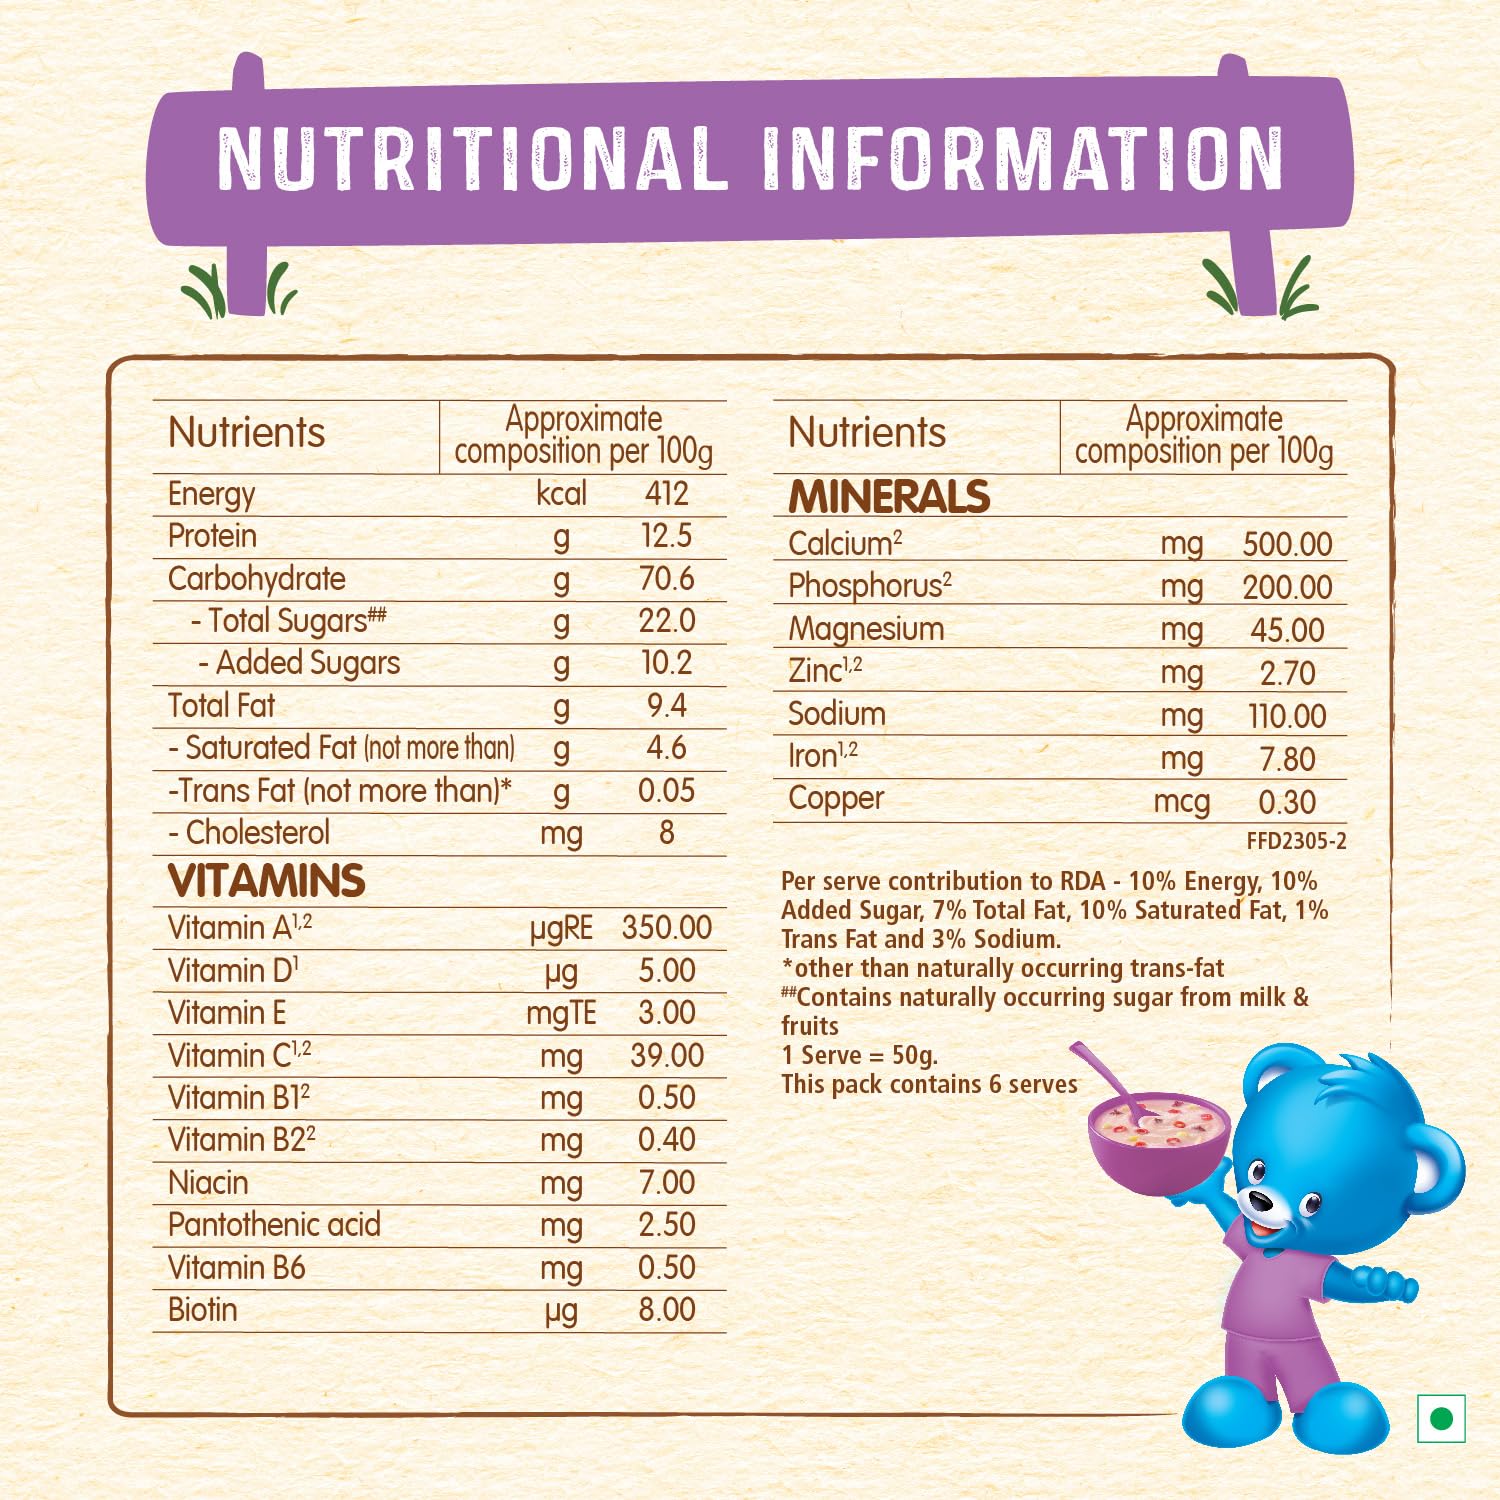 NUTRITIONAL INFORMATION
Nutrients Approximate composition per 100g
Energy kcal 412
Protein g 12.5
Carbohydrate g 70.6
- Total Sugars## g 22.0
- Added Sugars g 10.2
Total Fat g 9.4
- Saturated Fat (not more than) g 4.6
-Trans Fat (not more than)* g 0.05
- Cholesterol mg 8
VITAMINS
Vitamin A1,2 µgRE 350.00
Vitamin D1 µg 5.00
Vitamin E mgTE 3.00
Vitamin C1,2 mg 39.00
Vitamin B1² mg 0.50
Vitamin B2² mg 0.40
Niacin mg 7.00
Pantothenic acid mg 2.50
Vitamin B6 mg 0.50
Biotin µg 8.00
Nutrients Approximate composition per 100g
MINERALS
Calcium² mg 500.00
Phosphorus² mg 200.00
Magnesium mg 45.00
Zinc1,2 mg 2.70
Sodium mg 110.00
Iron1,2 mg 7.80
Copper mcg 0.30
FFD2305-2
Per serve contribution to RDA - 10% Energy, 10%
Added Sugar, 7% Total Fat, 10% Saturated Fat, 1%
Trans Fat and 3% Sodium.
*other than naturally occurring trans-fat
##Contains naturally occurring sugar from milk &
fruits
1 Serve = 50g.
This pack contains 6 serves